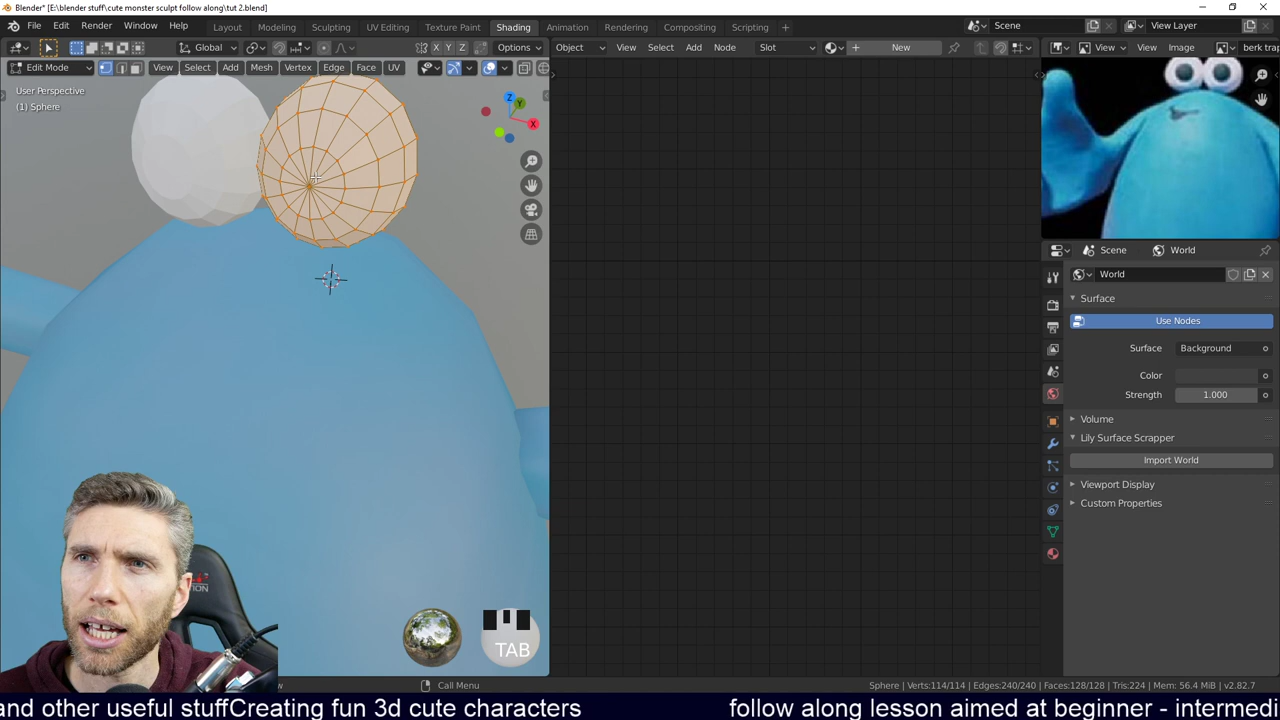 Blender* [E:\blender stuff\cute monster sculpt follow along\tut 2.blend]
File Edit Render Window Help Layout Modeling Sculpting UV Editing Texture Paint Shading Animation Rendering Compositing Scripting + Scene View Layer
Global X Y Z Options Object View Select Add Node Slot New View View Image berk trap
Edit Mode View Select Add Mesh Vertex Edge Face UV
User Perspective
(1) Sphere
Z
Y
X
Scene World
World
Surface
Use Nodes
Surface Background
Color
Strength 1.000
Volume
Lily Surface Scrapper
Import World
Viewport Display
Custom Properties
TAB
Call Menu Sphere | Verts:114/114 | Edges:240/240 | Faces:128/128 | Tris:224 | Mem: 56.4 MiB | v2.82.7
and other useful stuffCreating fun 3d cute characters follow along lesson aimed at beginner - intermedi